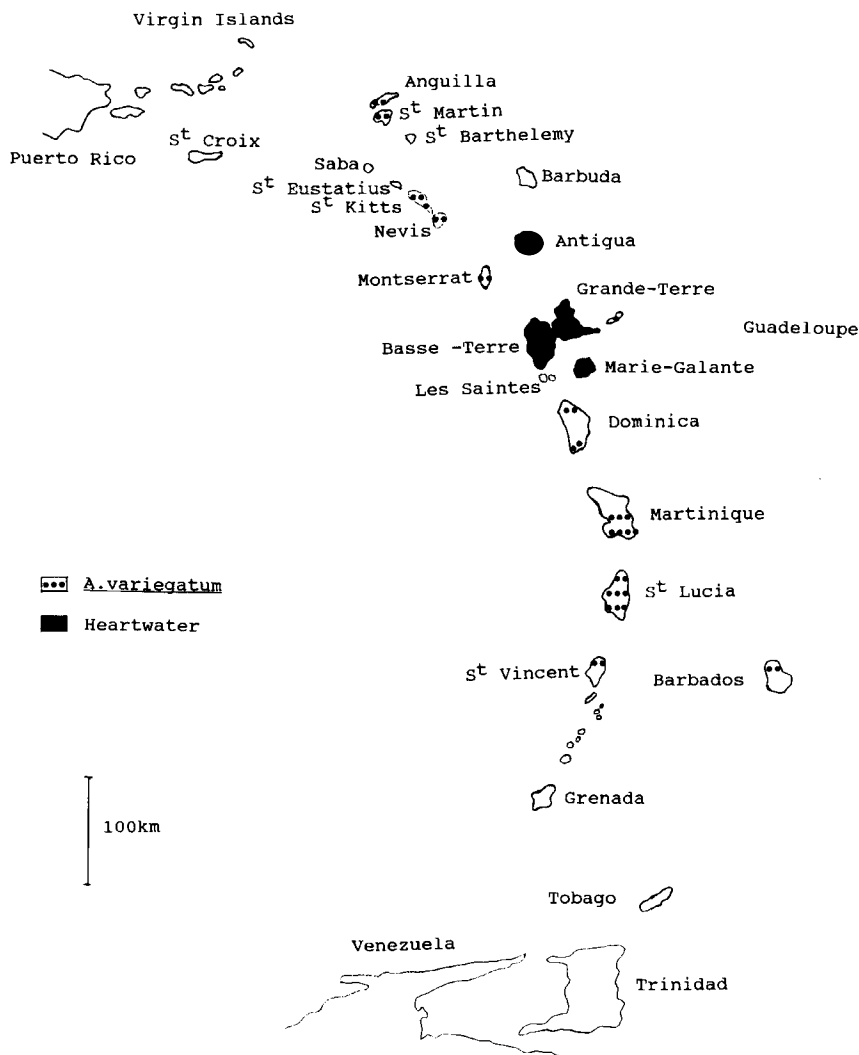 Virgin Islands
Anguilla
St Martin
St Croix
St Barthelemy
Puerto Rico
Saba
Barbuda
St Eustatius
St Kitts
Nevis
Antigua
Montserrat
Grande-Terre
Guadeloupe
Basse -Terre
Marie-Galante
Les Saintes
Dominica
Martinique
A.variegatum
St Lucia
Heartwater
St Vincent
Barbados
Grenada
100km
Tobago
Venezuela
Trinidad